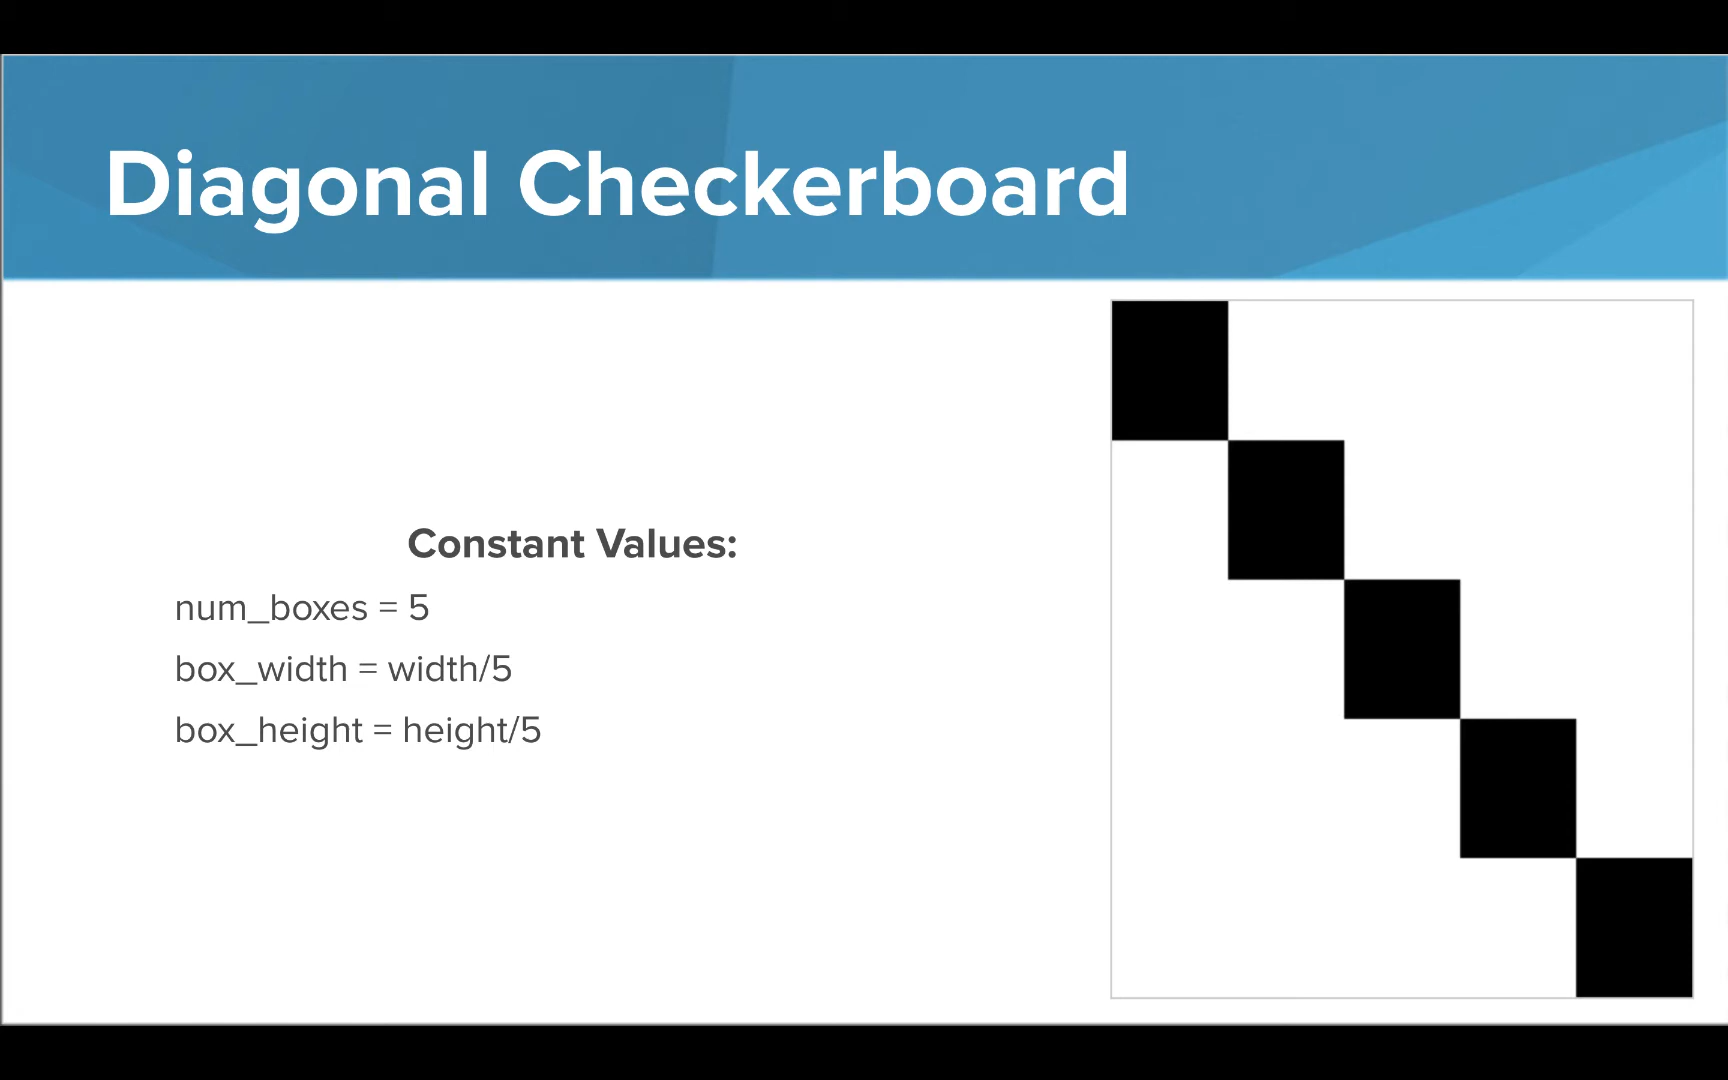 Diagonal Checkerboard
Constant Values:
num_boxes = 5
box_width = width/5
box_height = height/5